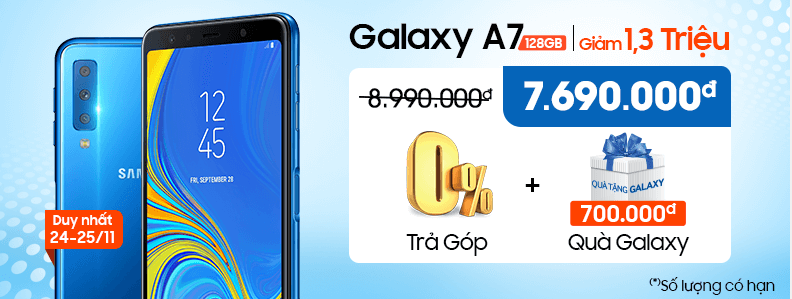 Galaxy A7 128GB | Giảm 1,3 Triệu
8.990.000đ
7.690.000đ
0%
Trả Góp
+
QUÀ TẶNG GALAXY
700.000đ
Quà Galaxy
12
45
FRI, SEPTEMBER 28
SAM
Duy nhất
24-25/11
(*)Số lượng có hạn